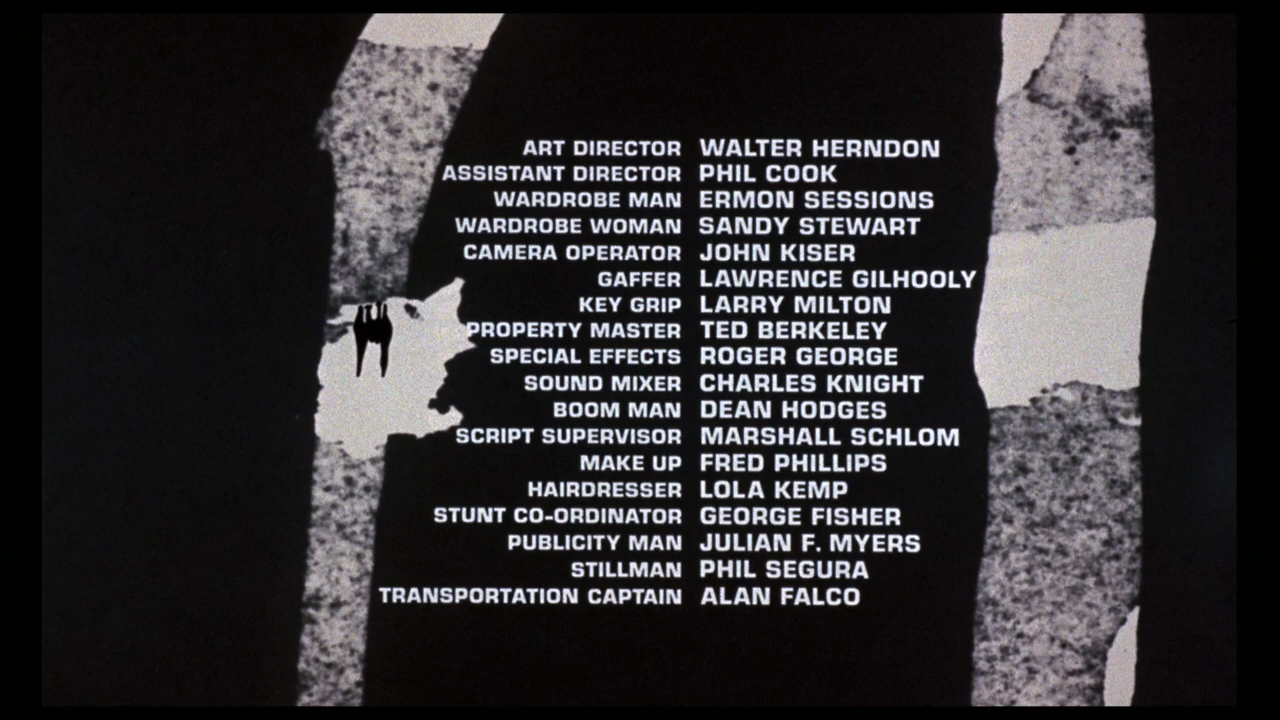 ART DIRECTOR WALTER HERNDON
ASSISTANT DIRECTOR PHIL COOK
WARDROBE MAN ERMON SESSIONS
WARDROBE WOMAN SANDY STEWART
CAMERA OPERATOR JOHN KISER
GAFFER LAWRENCE GILHOOLY
KEY GRIP LARRY MILTON
PROPERTY MASTER TED BERKELEY
SPECIAL EFFECTS ROGER GEORGE
SOUND MIXER CHARLES KNIGHT
BOOM MAN DEAN HODGES
SCRIPT SUPERVISOR MARSHALL SCHLOM
MAKE UP FRED PHILLIPS
HAIRDRESSER LOLA KEMP
STUNT CO-ORDINATOR GEORGE FISHER
PUBLICITY MAN JULIAN F. MYERS
STILLMAN PHIL SEGURA
TRANSPORTATION CAPTAIN ALAN FALCO